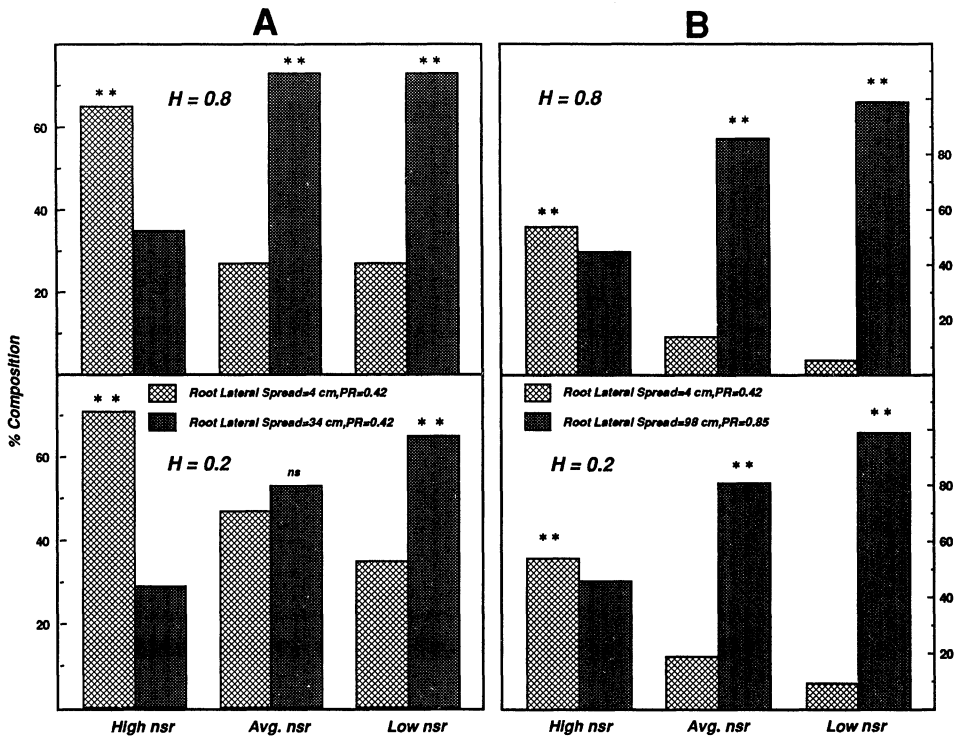 A
B
* *
* *
* *
H = 0.8
60
40
20
* *
* *
* *
H = 0.8
80
60
40
20
% Composition
Root Lateral Spread=4 cm,PR=0.42
Root Lateral Spread=34 cm,PR=0.42
* *
ns
* *
H = 0.2
60
40
20
Root Lateral Spread=4 cm,PR=0.42
Root Lateral Spread=98 cm,PR=0.85
* *
* *
* *
H = 0.2
80
60
40
20
High nsr
Avg. nsr
Low nsr
High nsr
Avg. nsr
Low nsr